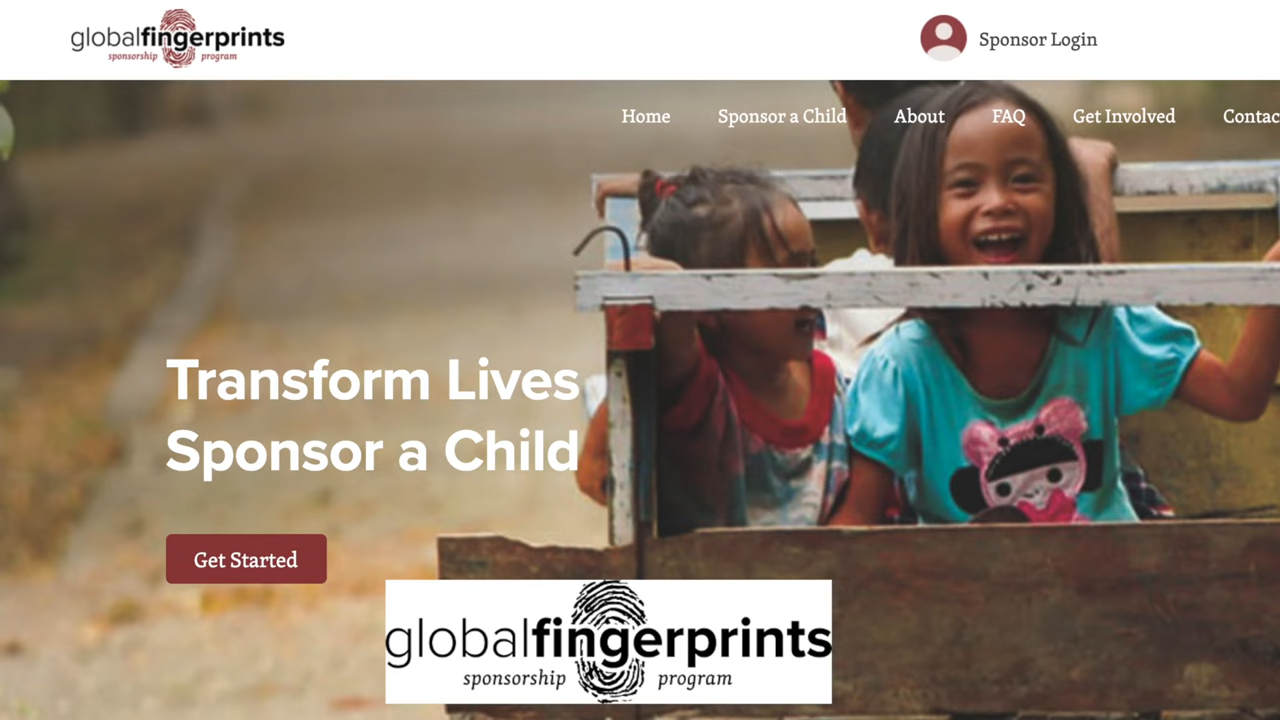 globalfingerprints
sponsorship program
Sponsor Login
Home Sponsor a Child About FAQ Get Involved Contac
Transform Lives
Sponsor a Child
Get Started
globalfingerprints
sponsorship program